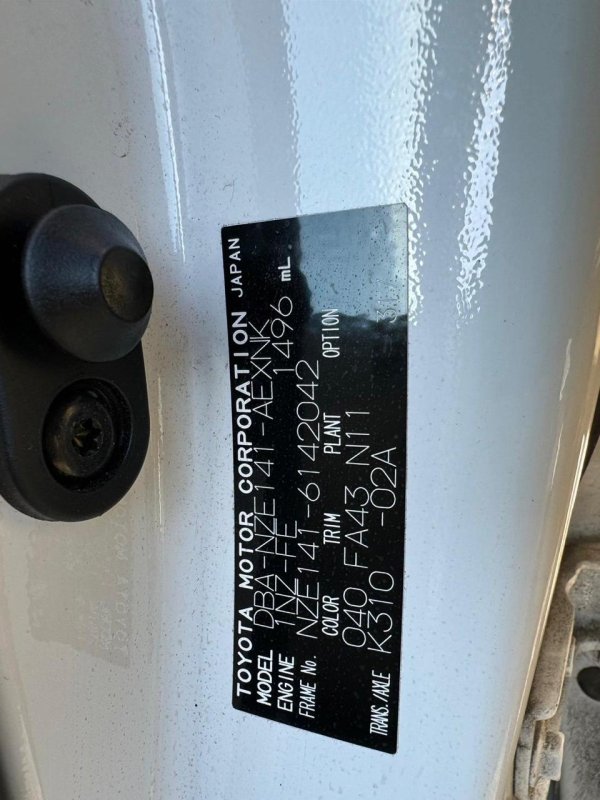 TOYOTA MOTOR CORPORATION JAPAN
MODEL DBA-NZE141-AEXNK
ENGINE 1NZ-FE 1496 mL
FRAME No. NZE141-6142042
COLOR TRIM PLANT OPTION
040 FA43 N11
TRANS./AXLE K310 -02A